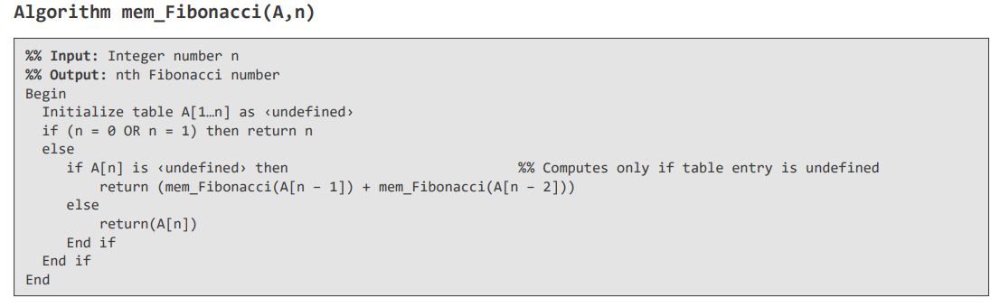 Algorithm mem_Fibonacci(A,n)
%% Input: Integer number n
%% Output: nth Fibonacci number
Begin
Initialize table A[1…n] as ‹undefined›
if (n = 0 OR n = 1) then return n
else
if A[n] is ‹undefined› then %% Computes only if table entry is undefined
return (mem_Fibonacci(A[n − 1]) + mem_Fibonacci(A[n − 2]))
else
return(A[n])
End if
End if
End